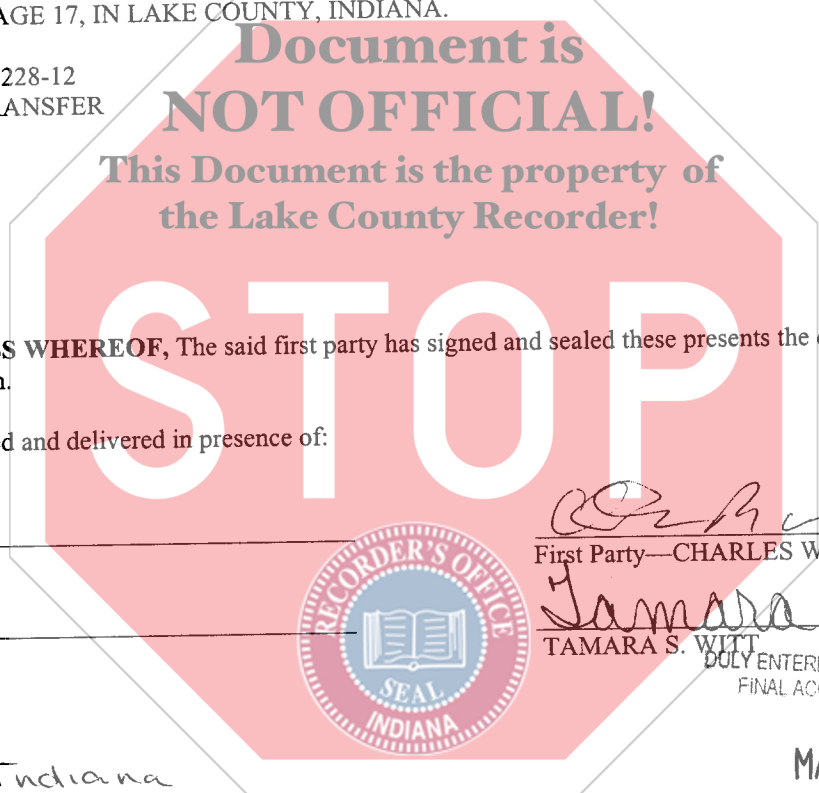 AGE 17, IN LAKE COUNTY, INDIANA.
Document is
228-12
ANSFER
NOT OFFICIAL!
This Document is the property of
the Lake County Recorder!
STOP
S WHEREOF, The said first party has signed and sealed these presents the
n.
d and delivered in presence of:
First Party—CHARLES W
Tamara
TAMARA S. WITT
DULY ENTER
FINAL AC
RECORDER'S OFFICE
SEAL
INDIANA
Indiana
MA